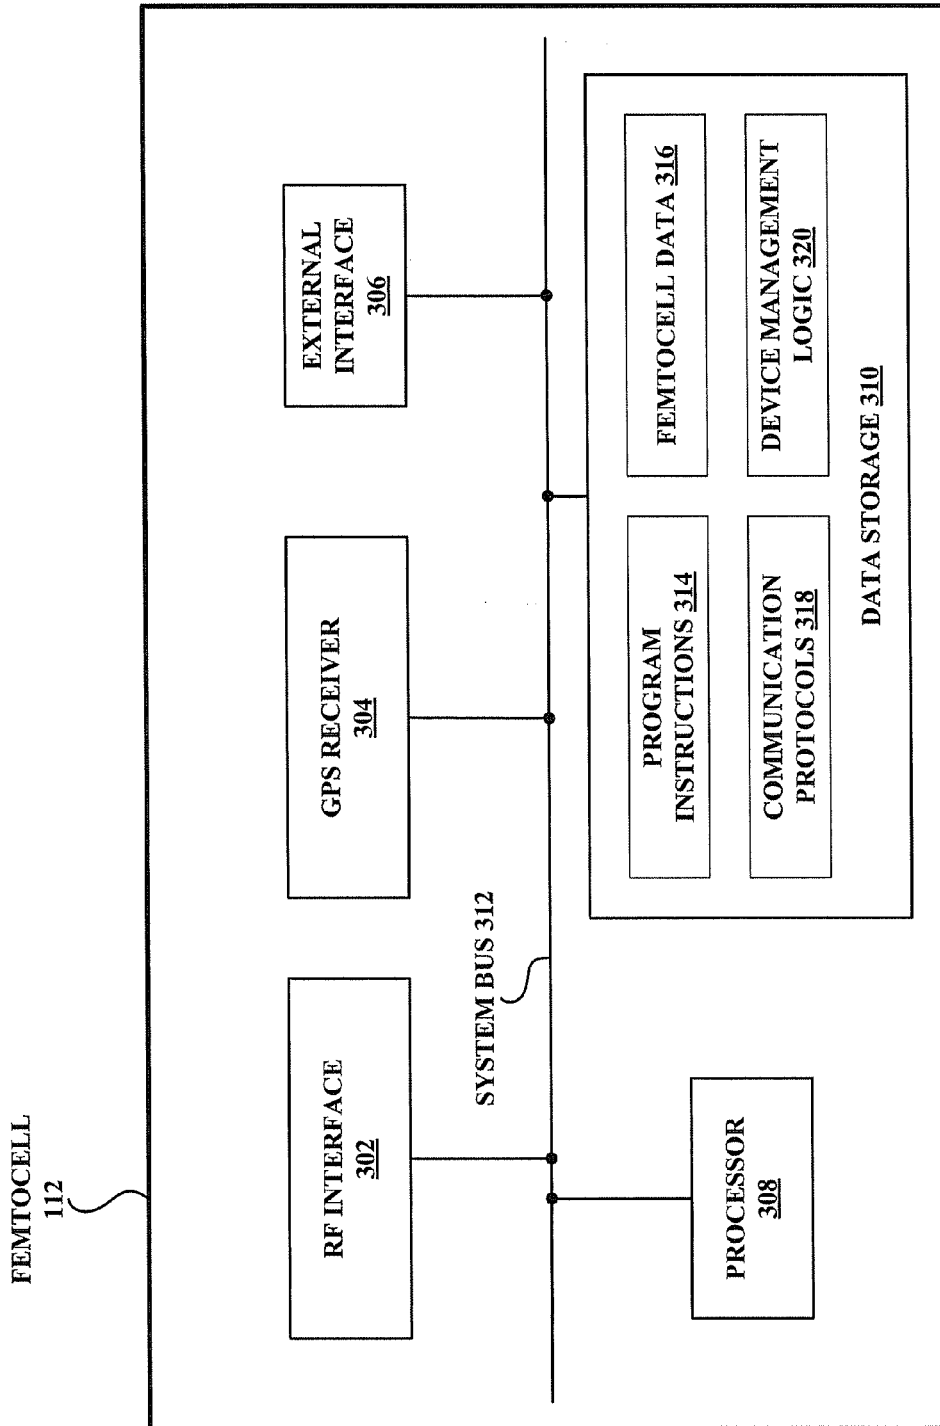 FEMTOCELL
112
RF INTERFACE
302
GPS RECEIVER
304
EXTERNAL
INTERFACE
306
SYSTEM BUS 312
PROCESSOR
308
PROGRAM
INSTRUCTIONS 314
FEMTOCELL DATA 316
COMMUNICATION
PROTOCOLS 318
DEVICE MANAGEMENT
LOGIC 320
DATA STORAGE 310